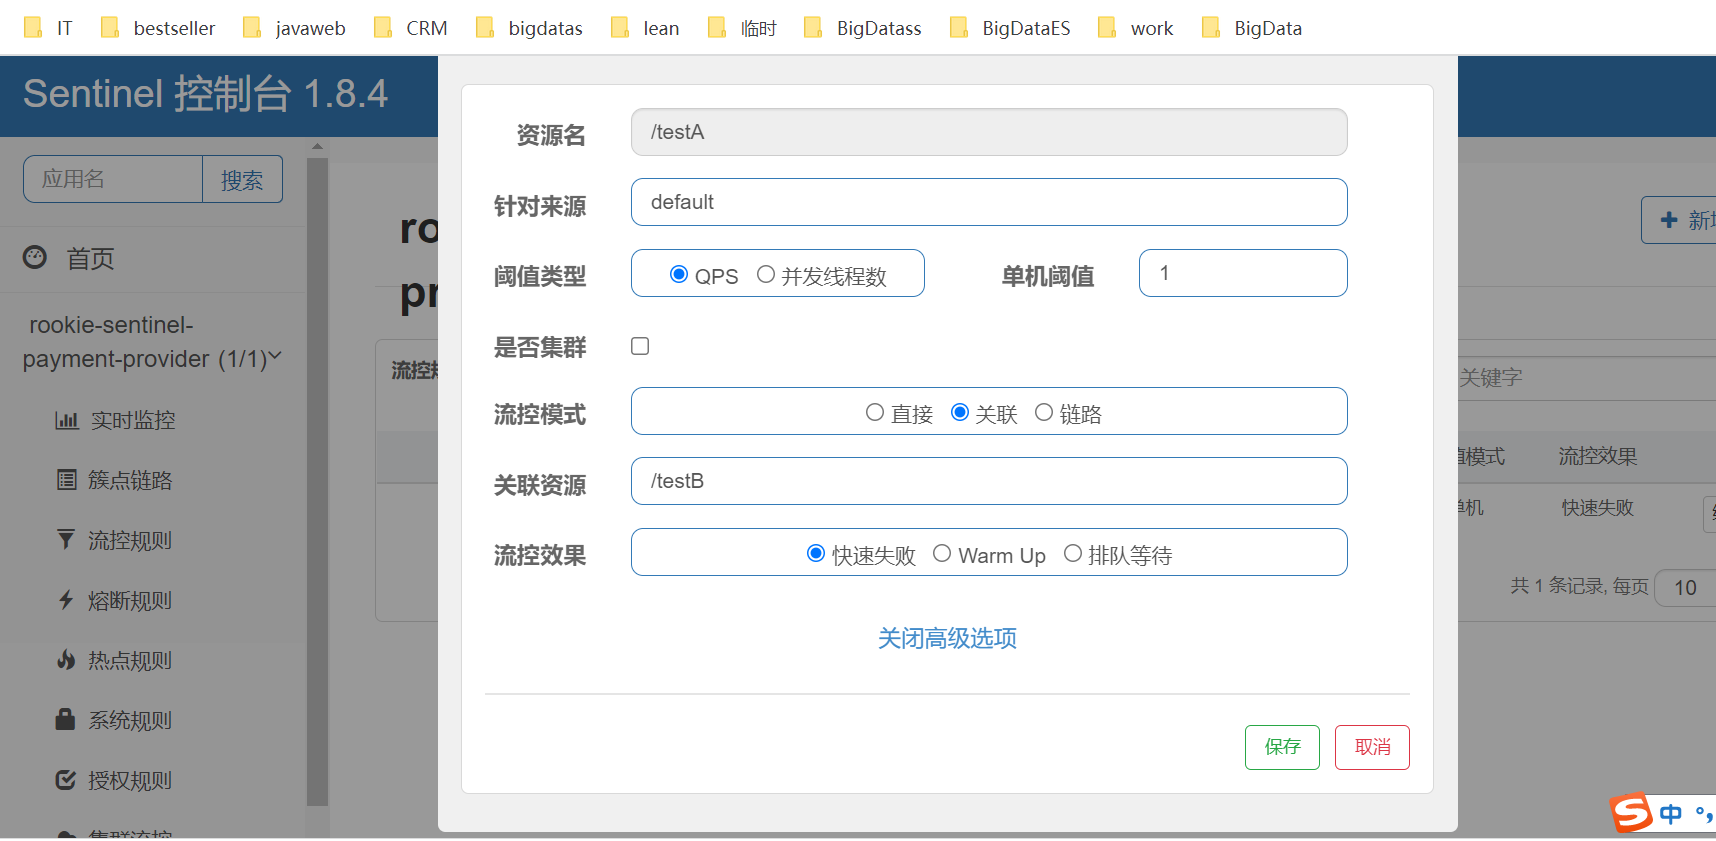 IT bestseller javaweb CRM bigdatas lean 临时 BigDatass BigDataES work BigData
Sentinel 控制台 1.8.4
应用名 搜索
首页
rookie-sentinel-
payment-provider (1/1)
实时监控
簇点链路
流控规则
熔断规则
热点规则
系统规则
授权规则
集群流控
ro
pr
流控规
资源名 /testA
针对来源 default
阈值类型 QPS 并发线程数 单机阈值 1
是否集群
流控模式 直接 关联 链路
关联资源 /testB
流控效果 快速失败 Warm Up 排队等待
关闭高级选项
保存 取消
新增
关键字
值模式 流控效果
单机 快速失败
共 1 条记录, 每页 10
S 中 °,